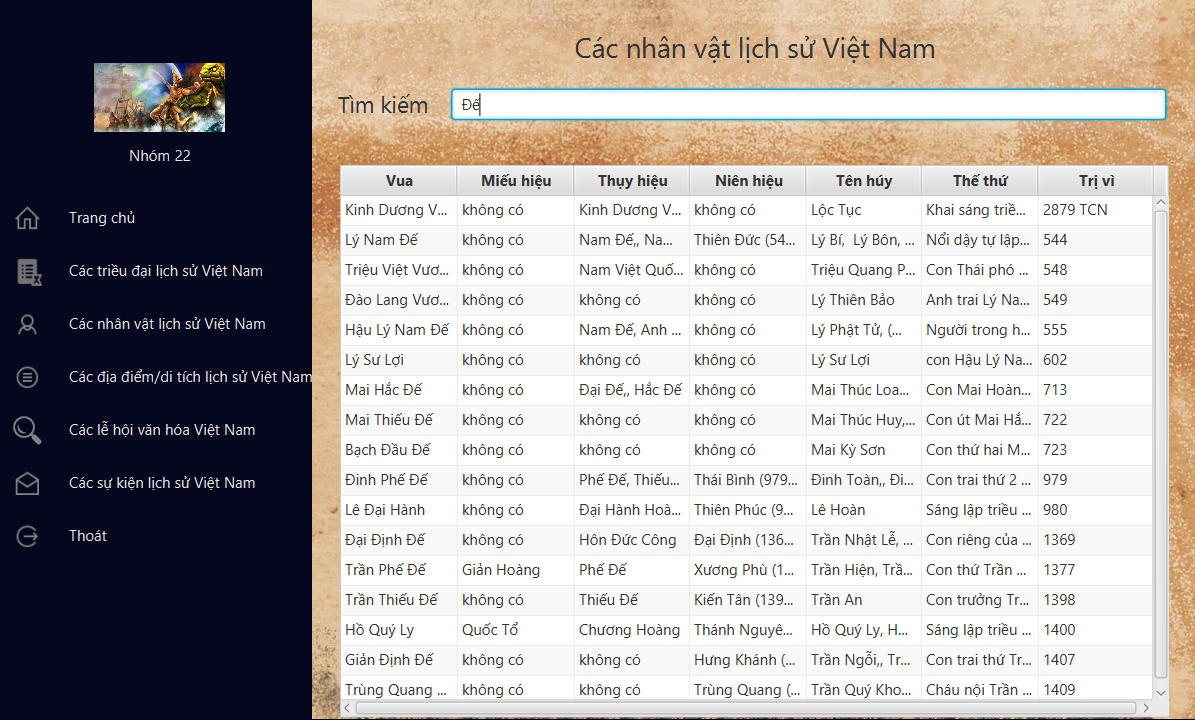 Nhóm 22
Trang chủ
Các triều đại lịch sử Việt Nam
Các nhân vật lịch sử Việt Nam
Các địa điểm/di tích lịch sử Việt Nam
Các lễ hội văn hóa Việt Nam
Các sự kiện lịch sử Việt Nam
Thoát
Các nhân vật lịch sử Việt Nam
Tìm kiếm Đế
Vua Miếu hiệu Thụy hiệu Niên hiệu Tên húy Thế thứ Trị vì
Kinh Dương V... không có Kinh Dương V... không có Lộc Tục Khai sáng triề... 2879 TCN
Lý Nam Đế không có Nam Đế,, Na... Thiên Đức (54... Lý Bí, Lý Bôn, ... Nổi dậy tự lập... 544
Triệu Việt Vươ... không có Nam Việt Quố... không có Triệu Quang P... Con Thái phó ... 548
Đào Lang Vươ... không có không có không có Lý Thiên Bảo Anh trai Lý Na... 549
Hậu Lý Nam Đế không có Nam Đế, Anh ... không có Lý Phật Tử, (... Người trong h... 555
Lý Sư Lợi không có không có không có Lý Sư Lợi con Hậu Lý Na... 602
Mai Hắc Đế không có Đại Đế,, Hắc Đế không có Mai Thúc Loa... Con Mai Hoàn... 713
Mai Thiếu Đế không có không có không có Mai Thúc Huy,... Con út Mai Hắ... 722
Bạch Đầu Đế không có không có không có Mai Kỳ Sơn Con thứ hai M... 723
Đinh Phế Đế không có Phế Đế, Thiếu... Thái Bình (979... Đinh Toàn,, Đi... Con trai thứ 2 ... 979
Lê Đại Hành không có Đại Hành Hoà... Thiên Phúc (9... Lê Hoàn Sáng lập triều ... 980
Đại Định Đế không có Hôn Đức Công Đại Định (136... Trần Nhật Lễ, ... Con riêng của ... 1369
Trần Phế Đế Giản Hoàng Phế Đế Xương Phù (1... Trần Hiện, Trầ... Con thứ Trần ... 1377
Trần Thiếu Đế không có Thiếu Đế Kiến Tân (139... Trần An Con trưởng Tr... 1398
Hồ Quý Ly Quốc Tổ Chương Hoàng Thánh Nguyê... Hồ Quý Ly, H... Sáng lập triều ... 1400
Giản Định Đế không có không có Hưng Khánh (... Trần Ngỗi,, Tr... Con trai thứ Tr... 1407
Trùng Quang ... không có không có Trùng Quang (... Trần Quý Kho... Cháu nội Trần ... 1409